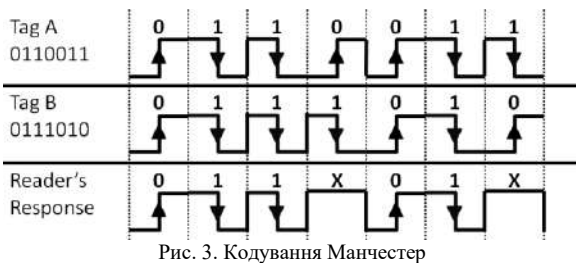 Tag A 0 1 1 0 0 1 1
0110011
Tag B 0 1 1 1 0 1 0
0111010
Reader's 0 1 1 X 0 1 X
Response
Рис. 3. Кодування Манчестер